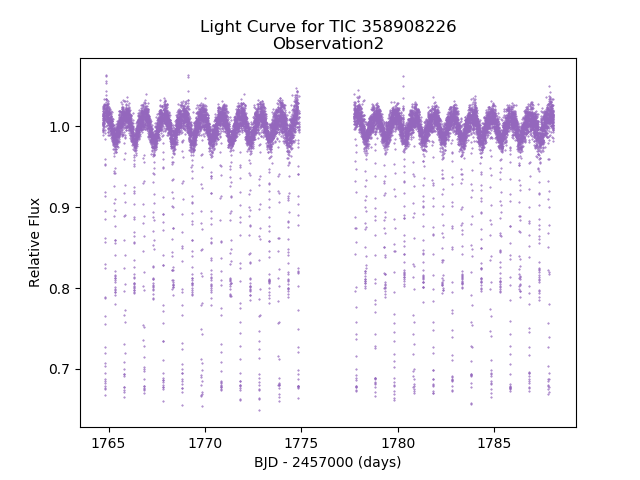 Light Curve for TIC 358908226
Observation2
Relative Flux
1.0
0.9
0.8
0.7
1765
1770
1775
1780
1785
BJD - 2457000 (days)